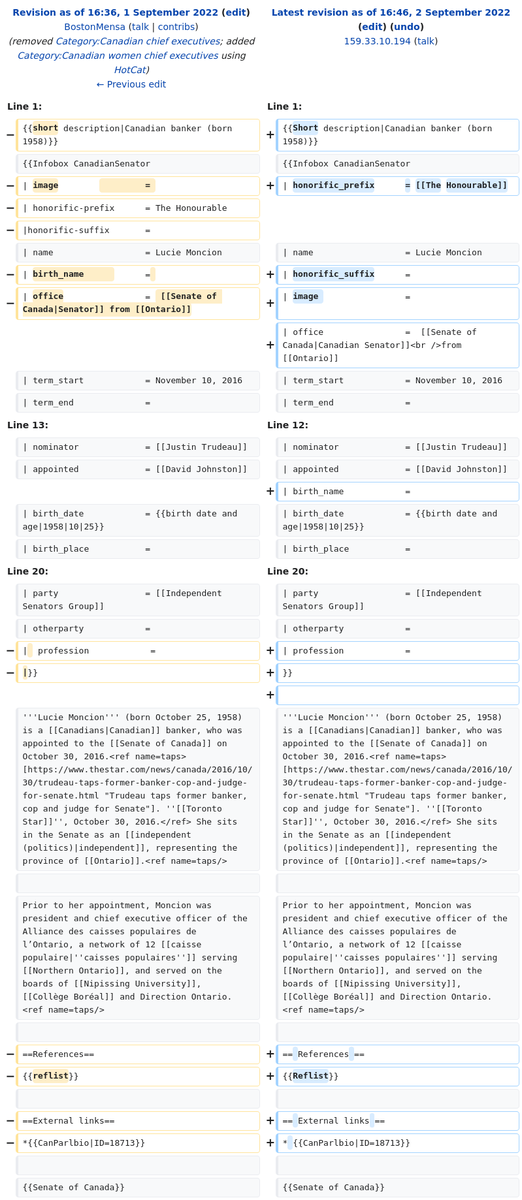 Revision as of 16:36, 1 September 2022 (edit)
BostonMensa (talk | contribs)
(removed Category:Canadian chief executives; added
Category:Canadian women chief executives using
HotCat)
← Previous edit
Latest revision as of 16:46, 2 September 2022
(edit) (undo)
159.33.10.194 (talk)
Line 1:
Line 1:
− {{short description|Canadian banker (born
1958)}}
+ {{Short description|Canadian banker (born
1958)}}
{{Infobox CanadianSenator
{{Infobox CanadianSenator
− | image =
+ | honorific_prefix = [[The Honourable]]
− | honorific-prefix = The Honourable
− |honorific-suffix =
| name = Lucie Moncion
| name = Lucie Moncion
− | birth_name =
+ | honorific_suffix =
− | office = [[Senate of
Canada|Senator]] from [[Ontario]]
+ | image =
+ | office = [[Senate of
Canada|Canadian Senator]]<br />from
[[Ontario]]
| term_start = November 10, 2016
| term_start = November 10, 2016
| term_end =
| term_end =
Line 13:
Line 12:
| nominator = [[Justin Trudeau]]
| nominator = [[Justin Trudeau]]
| appointed = [[David Johnston]]
| appointed = [[David Johnston]]
+ | birth_name =
| birth_date = {{birth date and
age|1958|10|25}}
| birth_date = {{birth date and
age|1958|10|25}}
| birth_place =
| birth_place =
Line 20:
Line 20:
| party = [[Independent
Senators Group]]
| party = [[Independent
Senators Group]]
| otherparty =
| otherparty =
− | profession =
+ | profession =
− |}}
+ }}
+
'''Lucie Moncion''' (born October 25, 1958)
is a [[Canadians|Canadian]] banker, who was
appointed to the [[Senate of Canada]] on
October 30, 2016.<ref name=taps>
[https://www.thestar.com/news/canada/2016/10/
30/trudeau-taps-former-banker-cop-and-judge-
for-senate.html "Trudeau taps former banker,
cop and judge for Senate"]. ''[[Toronto
Star]]'', October 30, 2016.</ref> She sits
in the Senate as an [[independent
(politics)|independent]], representing the
province of [[Ontario]].<ref name=taps/>
'''Lucie Moncion''' (born October 25, 1958)
is a [[Canadians|Canadian]] banker, who was
appointed to the [[Senate of Canada]] on
October 30, 2016.<ref name=taps>
[https://www.thestar.com/news/canada/2016/10/
30/trudeau-taps-former-banker-cop-and-judge-
for-senate.html "Trudeau taps former banker,
cop and judge for Senate"]. ''[[Toronto
Star]]'', October 30, 2016.</ref> She sits
in the Senate as an [[independent
(politics)|independent]], representing the
province of [[Ontario]].<ref name=taps/>
Prior to her appointment, Moncion was
president and chief executive officer of the
Alliance des caisses populaires de
l’Ontario, a network of 12 [[caisse
populaire|''caisses populaires'']] serving
[[Northern Ontario]], and served on the
boards of [[Nipissing University]],
[[Collège Boréal]] and Direction Ontario.
<ref name=taps/>
Prior to her appointment, Moncion was
president and chief executive officer of the
Alliance des caisses populaires de
l’Ontario, a network of 12 [[caisse
populaire|''caisses populaires'']] serving
[[Northern Ontario]], and served on the
boards of [[Nipissing University]],
[[Collège Boréal]] and Direction Ontario.
<ref name=taps/>
− ==References==
+ == References ==
− {{reflist}}
+ {{Reflist}}
− ==External links==
+ == External links ==
− *{{CanParlbio|ID=18713}}
+ * {{CanParlbio|ID=18713}}
{{Senate of Canada}}
{{Senate of Canada}}